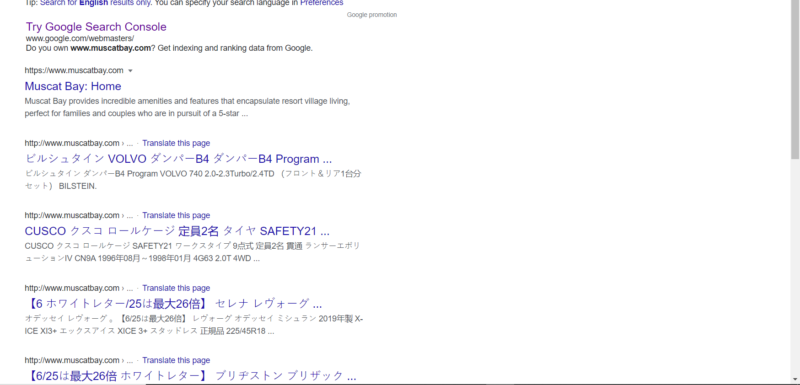 Tip: Search for English results only. You can specify your search language in Preferences
Google promotion
Try Google Search Console
www.google.com/webmasters/
Do you own www.muscatbay.com? Get indexing and ranking data from Google.
https://www.muscatbay.com
Muscat Bay: Home
Muscat Bay provides incredible amenities and features that encapsulate resort village living,
perfect for families and couples who are in pursuit of a 5-star ...
http://www.muscatbay.com › ... · Translate this page
ビルシュタイン VOLVO ダンパーB4 ダンパーB4 Program ...
ビルシュタイン ダンパーB4 Program VOLVO 740 2.0-2.3Turbo/2.4TD （フロント＆リア1台分
セット） BILSTEIN.
http://www.muscatbay.com › ... · Translate this page
CUSCO クスコ ロールケージ 定員2名 タイヤ SAFETY21 ...
CUSCO クスコ ロールケージ SAFETY21 ワークスタイプ 9点式 定員2名 貫通 ランサーエボリ
ューションIV CN9A 1996年08月～1998年01月 4G63 2.0T 4WD ...
http://www.muscatbay.com › ... · Translate this page
【6 ホワイトレター/25は最大26倍】 セレナ レヴォーグ ...
オデッセイ レヴォーグ 。【6/25は最大26倍】 レヴォーグ オデッセイ ミシュラン 2019年製 X-
ICE XI3+ エックスアイス XICE 3+ スタッドレス 正規品 225/45R18 ...
http://www.muscatbay.com › ... · Translate this page
【6/25は最大26倍 ホワイトレター】 ブリヂストン ブリザック ...